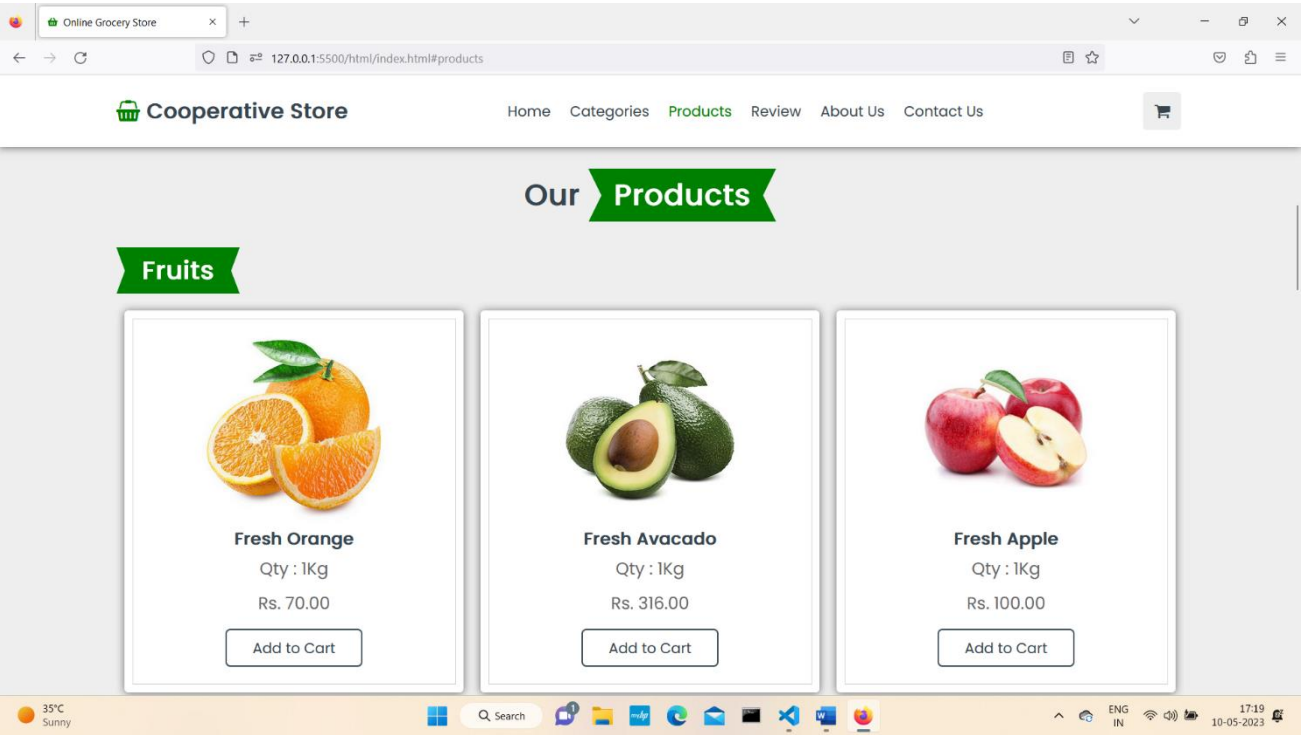 Online Grocery Store
127.0.0.1:5500/html/index.html#products
Cooperative Store
Home Categories Products Review About Us Contact Us
Our Products
Fruits
Fresh Orange
Qty : 1Kg
Rs. 70.00
Add to Cart
Fresh Avacado
Qty : 1Kg
Rs. 316.00
Add to Cart
Fresh Apple
Qty : 1Kg
Rs. 100.00
Add to Cart
35°C
Sunny
Search
1
ENG
IN
17:19
10-05-2023